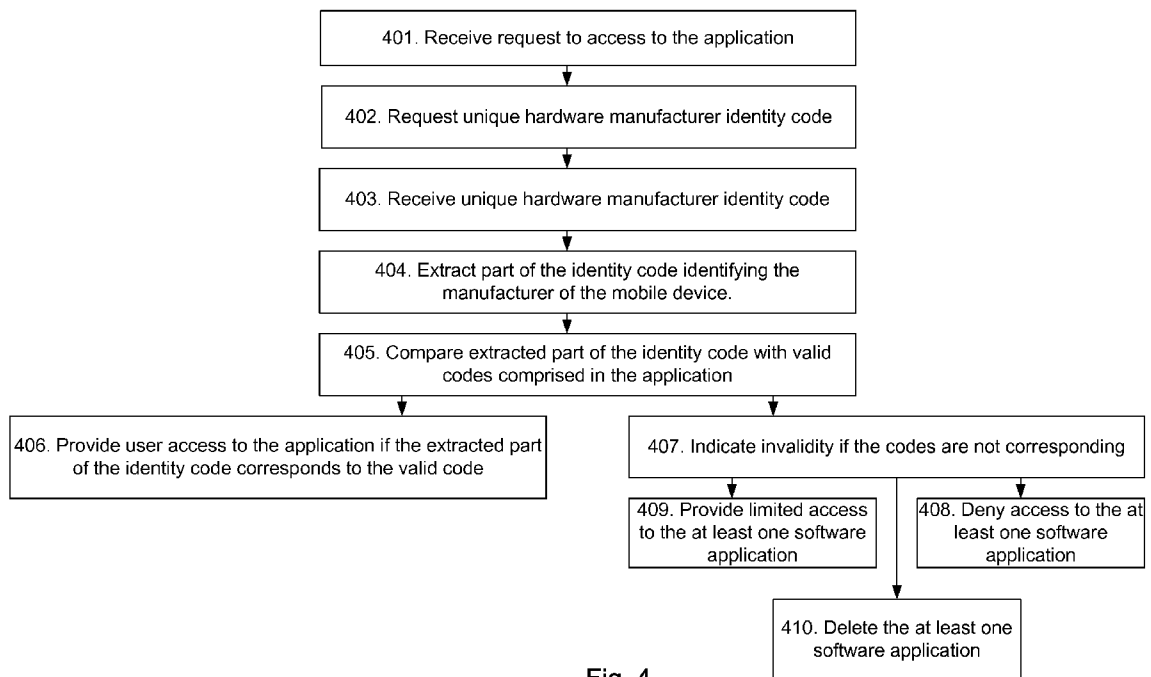 401. Receive request to access to the application
402. Request unique hardware manufacturer identity code
403. Receive unique hardware manufacturer identity code
404. Extract part of the identity code identifying the
manufacturer of the mobile device.
405. Compare extracted part of the identity code with valid
codes comprised in the application
406. Provide user access to the application if the extracted part
of the identity code corresponds to the valid code
407. Indicate invalidity if the codes are not corresponding
409. Provide limited access
to the at least one software
application
408. Deny access to the at
least one software
application
410. Delete the at least one
software application
Fig. 4